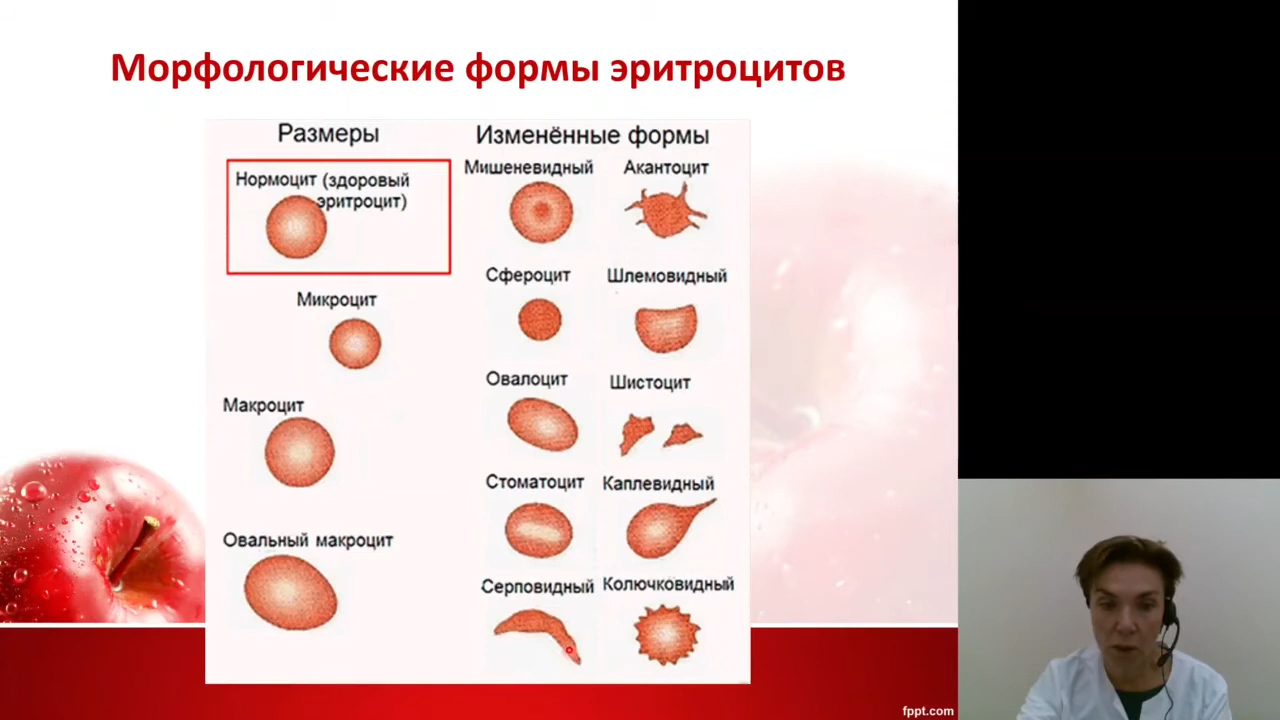 Морфологические формы эритроцитов
Размеры
Нормоцит (здоровый
эритроцит)
Микроцит
Макроцит
Овальный макроцит
Изменённые формы
Мишеневидный
Акантоцит
Сфероцит
Шлемовидный
Овалоцит
Шистоцит
Стоматоцит
Каплевидный
Серповидный
Колючковидный
fppt.com